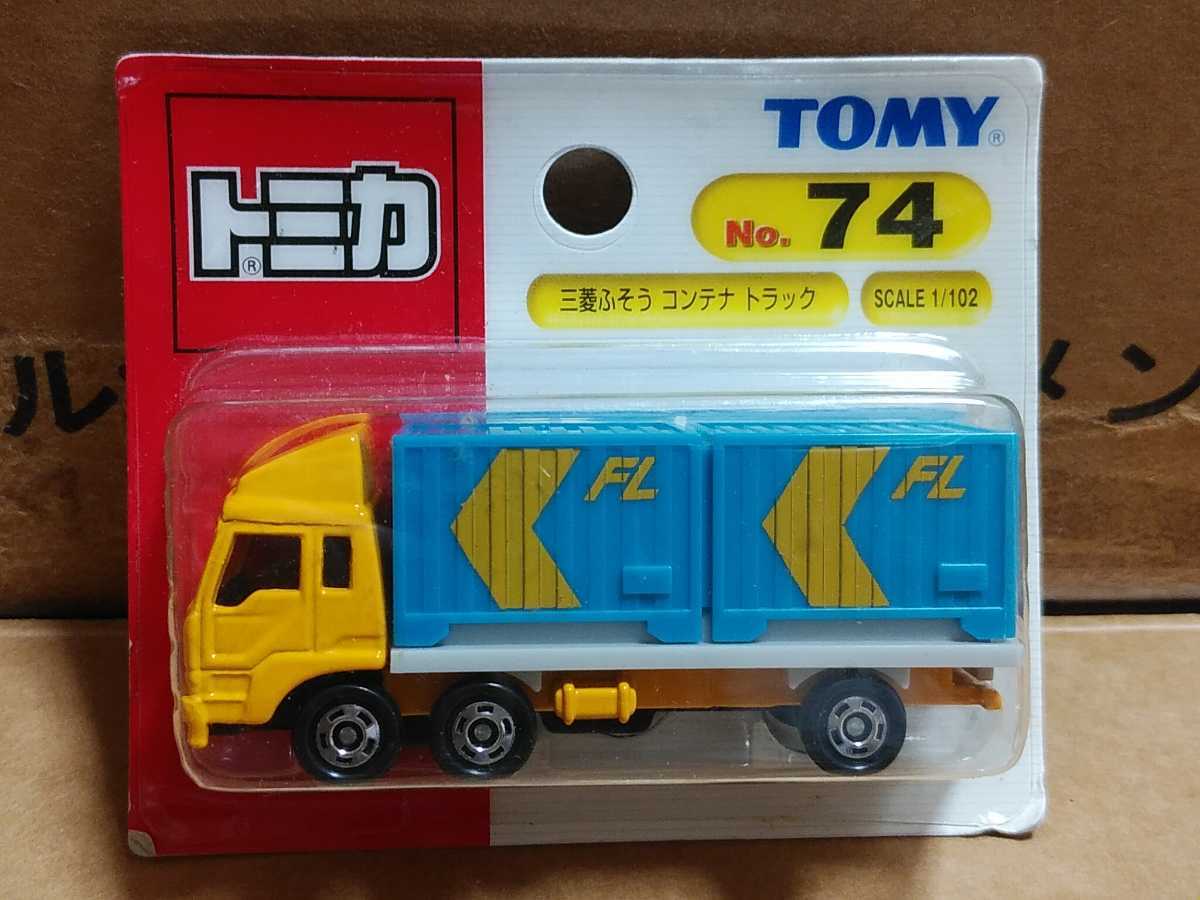 TOMY®
トミカ®
No. 74
三菱ふそう コンテナ トラック
SCALE 1/102
FL
FL